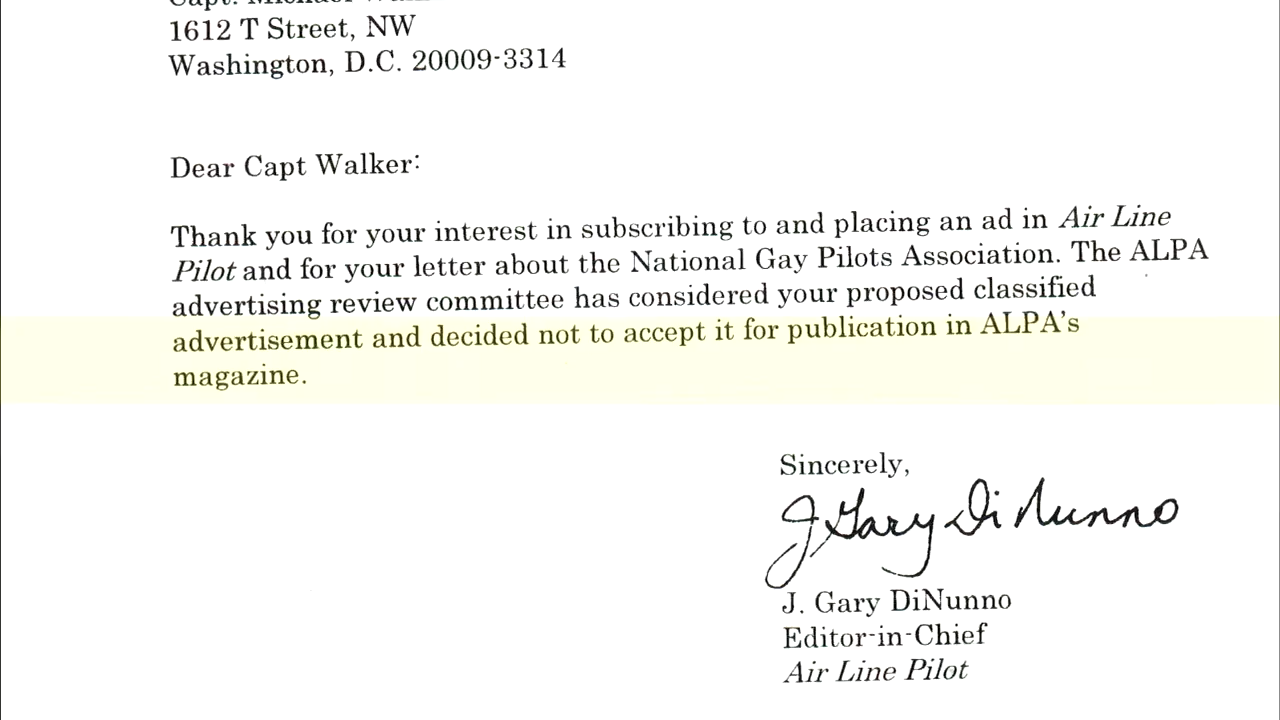 1612 T Street, NW
Washington, D.C. 20009-3314
Dear Capt Walker:
Thank you for your interest in subscribing to and placing an ad in Air Line
Pilot and for your letter about the National Gay Pilots Association. The ALPA
advertising review committee has considered your proposed classified
advertisement and decided not to accept it for publication in ALPA's
magazine.
Sincerely,
J Gary DiNunno
J. Gary DiNunno
Editor-in-Chief
Air Line Pilot